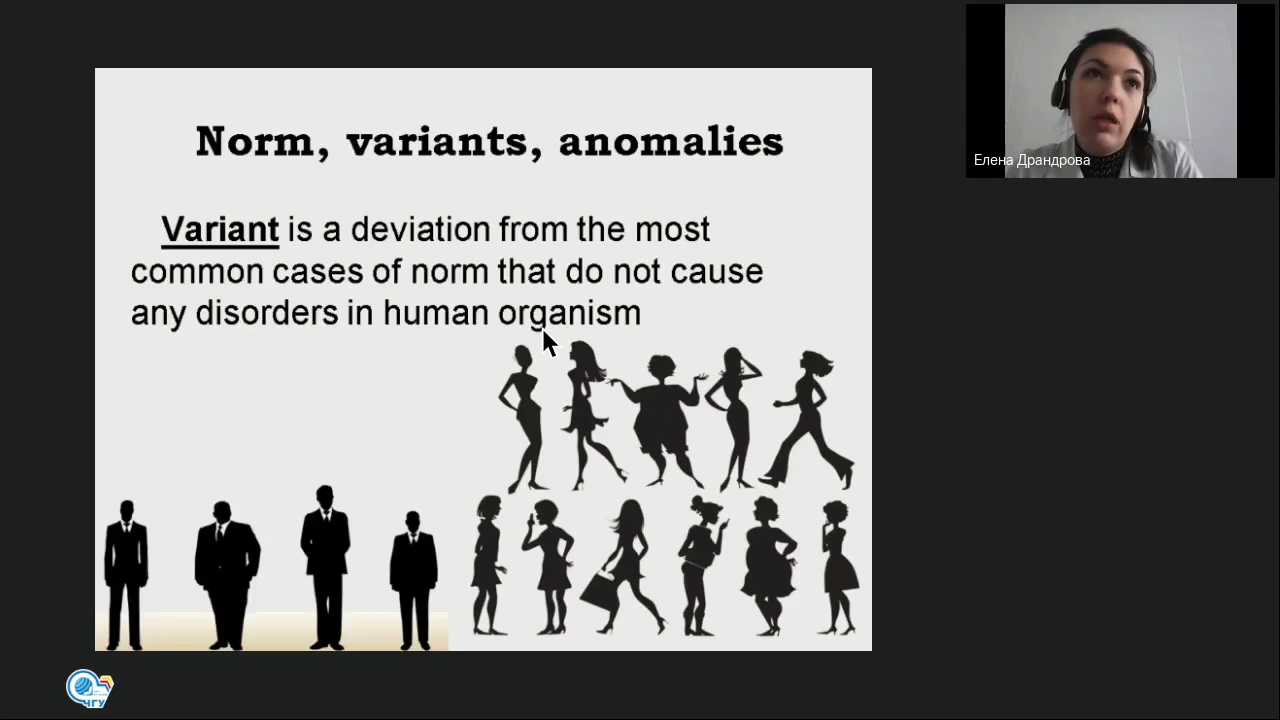 Norm, variants, anomalies
Variant is a deviation from the most
common cases of norm that do not cause
any disorders in human organism
Елена Драндрова
ЧГУ